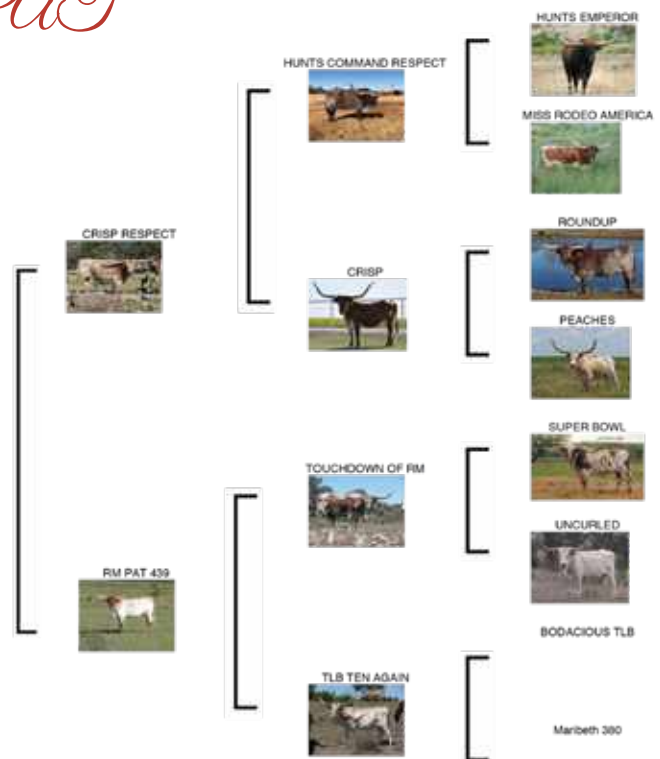 HUNTS EMPEROR
HUNTS COMMAND RESPECT
MISS RODEO AMERICA
CRISP RESPECT
ROUNDUP
CRISP
PEACHES
SUPER BOWL
TOUCHDOWN OF RM
UNCURLED
RM PAT 439
BODACIOUS TLB
TLB TEN AGAIN
Maribeth 380